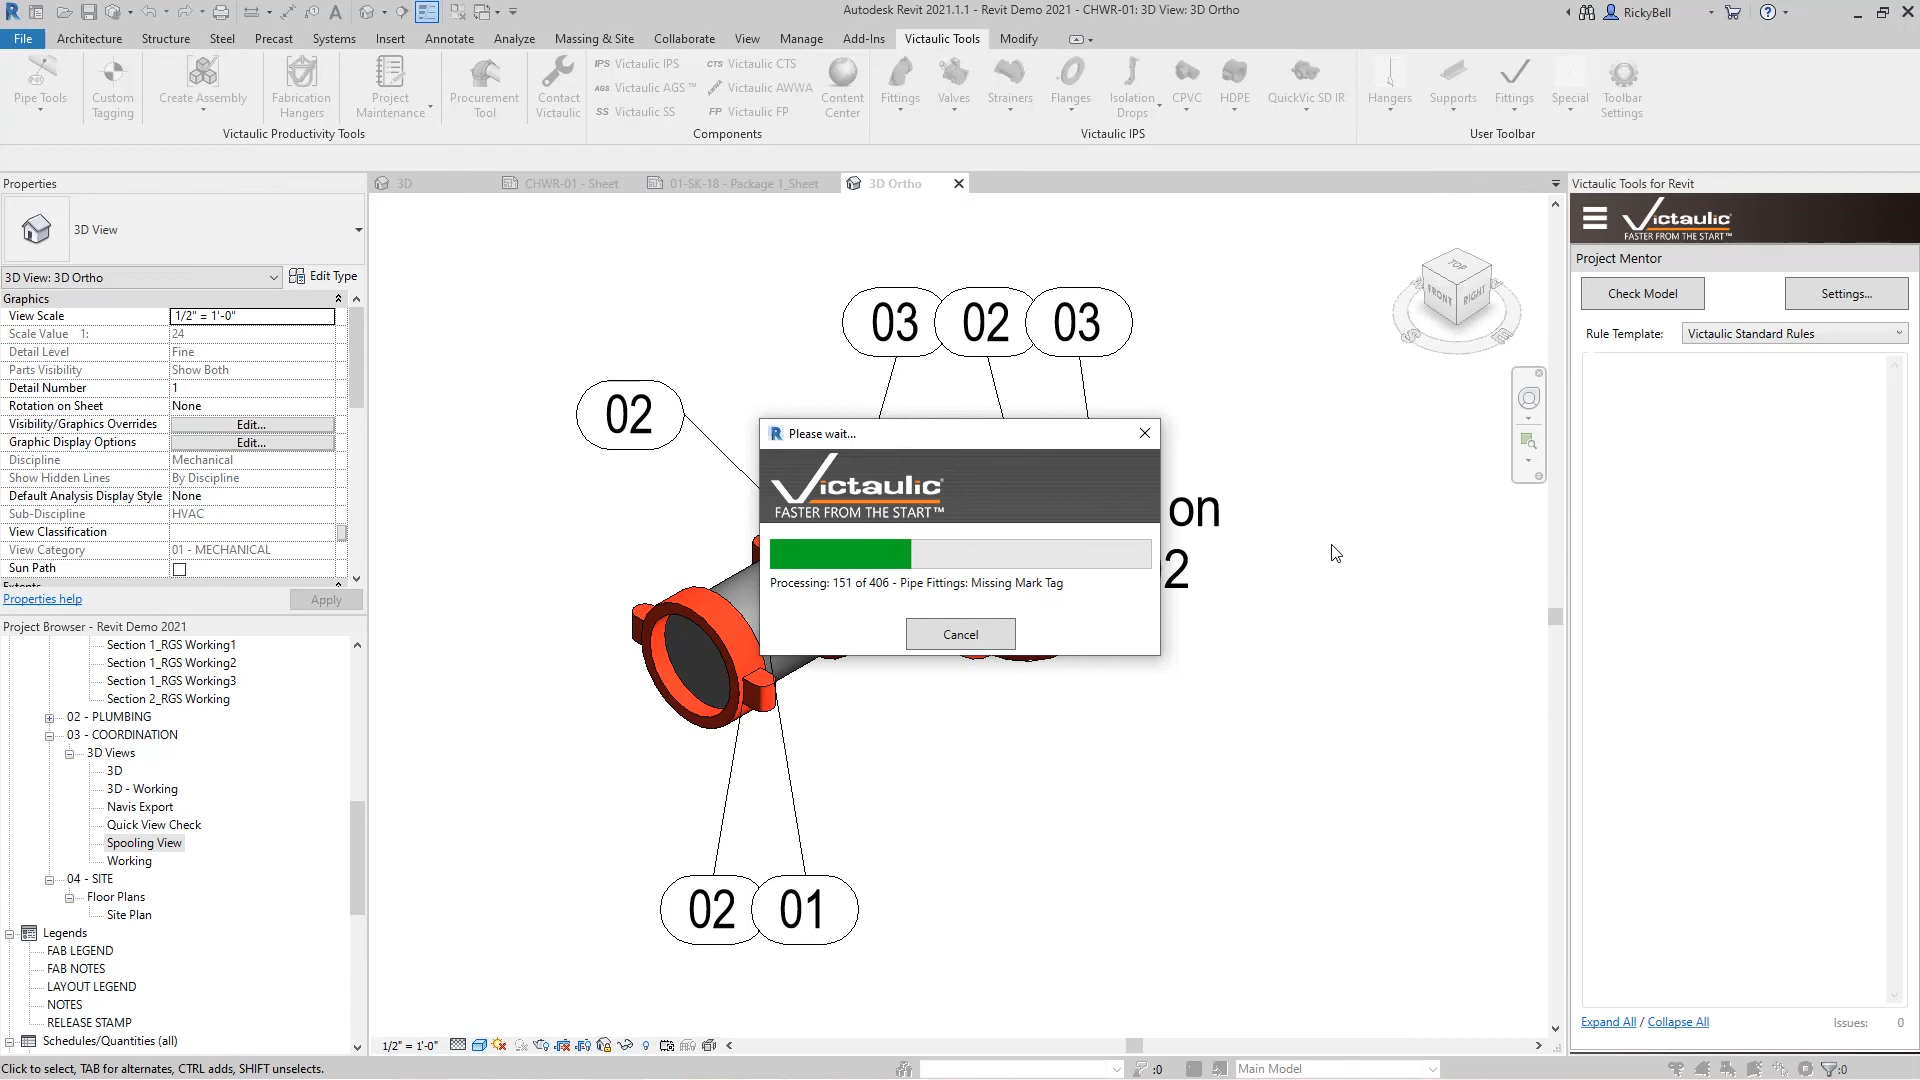 Autodesk Revit 2021.1.1 - Revit Demo 2021 - CHWR-01: 3D View: 3D Ortho
RickyBell
File Architecture Structure Steel Precast Systems Insert Annotate Analyze Massing & Site Collaborate View Manage Add-Ins Victaulic Tools Modify
Pipe Tools
Custom Tagging
Create Assembly
Fabrication Hangers
Project Maintenance
Procurement Tool
Contact Victaulic
IPS Victaulic IPS
AGS Victaulic AGS™
SS Victaulic SS
CTS Victaulic CTS
Victaulic AWWA
FP Victaulic FP
Content Center
Fittings
Valves
Strainers
Flanges
Isolation Drops
CPVC
HDPE
QuickVic SD IR
Hangers
Supports
Fittings
Special
Toolbar Settings
Victaulic Productivity Tools
Components
Victaulic IPS
User Toolbar
Properties
3D View
3D View: 3D Ortho
Edit Type
Graphics
View Scale 1/2" = 1'-0"
Scale Value 1: 24
Detail Level Fine
Parts Visibility Show Both
Detail Number 1
Rotation on Sheet None
Visibility/Graphics Overrides Edit...
Graphic Display Options Edit...
Discipline Mechanical
Show Hidden Lines By Discipline
Default Analysis Display Style None
Sub-Discipline HVAC
View Classification
View Category 01 - MECHANICAL
Sun Path
Extents
Properties help
Apply
Project Browser - Revit Demo 2021
Section 1_RGS Working1
Section 1_RGS Working2
Section 1_RGS Working3
Section 2_RGS Working
02 - PLUMBING
03 - COORDINATION
3D Views
3D
3D - Working
Navis Export
Quick View Check
Spooling View
Working
04 - SITE
Floor Plans
Site Plan
Legends
FAB LEGEND
FAB NOTES
LAYOUT LEGEND
NOTES
RELEASE STAMP
Schedules/Quantities (all)
3D
CHWR-01 - Sheet
01-SK-18 - Package 1_Sheet
3D Ortho
03 02 03
02
on
2
02 01
TOP
FRONT
RIGHT
S
E
Please wait...
Victaulic
FASTER FROM THE START™
Processing: 151 of 406 - Pipe Fittings: Missing Mark Tag
Cancel
Victaulic Tools for Revit
Victaulic
FASTER FROM THE START™
Project Mentor
Check Model
Settings...
Rule Template: Victaulic Standard Rules
Expand All / Collapse All
Issues: 0
1/2" = 1'-0"
Click to select, TAB for alternates, CTRL adds, SHIFT unselects.
:0
Main Model
:0